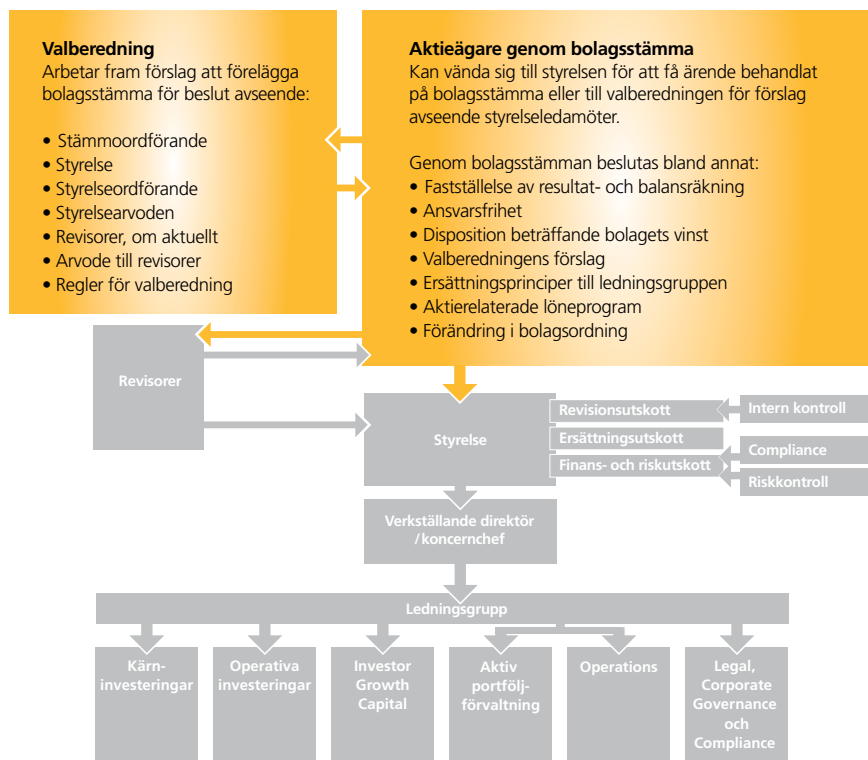 Valberedning
Arbetar fram förslag att förelägga
bolagsstämma för beslut avseende:
• Stämmoordförande
• Styrelse
• Styrelseordförande
• Styrelsearvoden
• Revisorer, om aktuellt
• Arvode till revisorer
• Regler för valberedning
Aktieägare genom bolagsstämma
Kan vända sig till styrelsen för att få ärende behandlat
på bolagsstämma eller till valberedningen för förslag
avseende styrelseledamöter.
Genom bolagsstämman beslutas bland annat:
• Fastställelse av resultat- och balansräkning
• Ansvarsfrihet
• Disposition beträffande bolagets vinst
• Valberedningens förslag
• Ersättningsprinciper till ledningsgruppen
• Aktierelaterade löneprogram
• Förändring i bolagsordning
Revisorer
Styrelse
Revisionsutskott
Ersättningsutskott
Finans- och riskutskott
Intern kontroll
Compliance
Riskkontroll
Verkställande direktör
/koncernchef
Ledningsgrupp
Kärn-
investeringar
Operativa
investeringar
Investor
Growth
Capital
Aktiv
portfölj-
förvaltning
Operations
Legal,
Corporate
Governance
och
Compliance